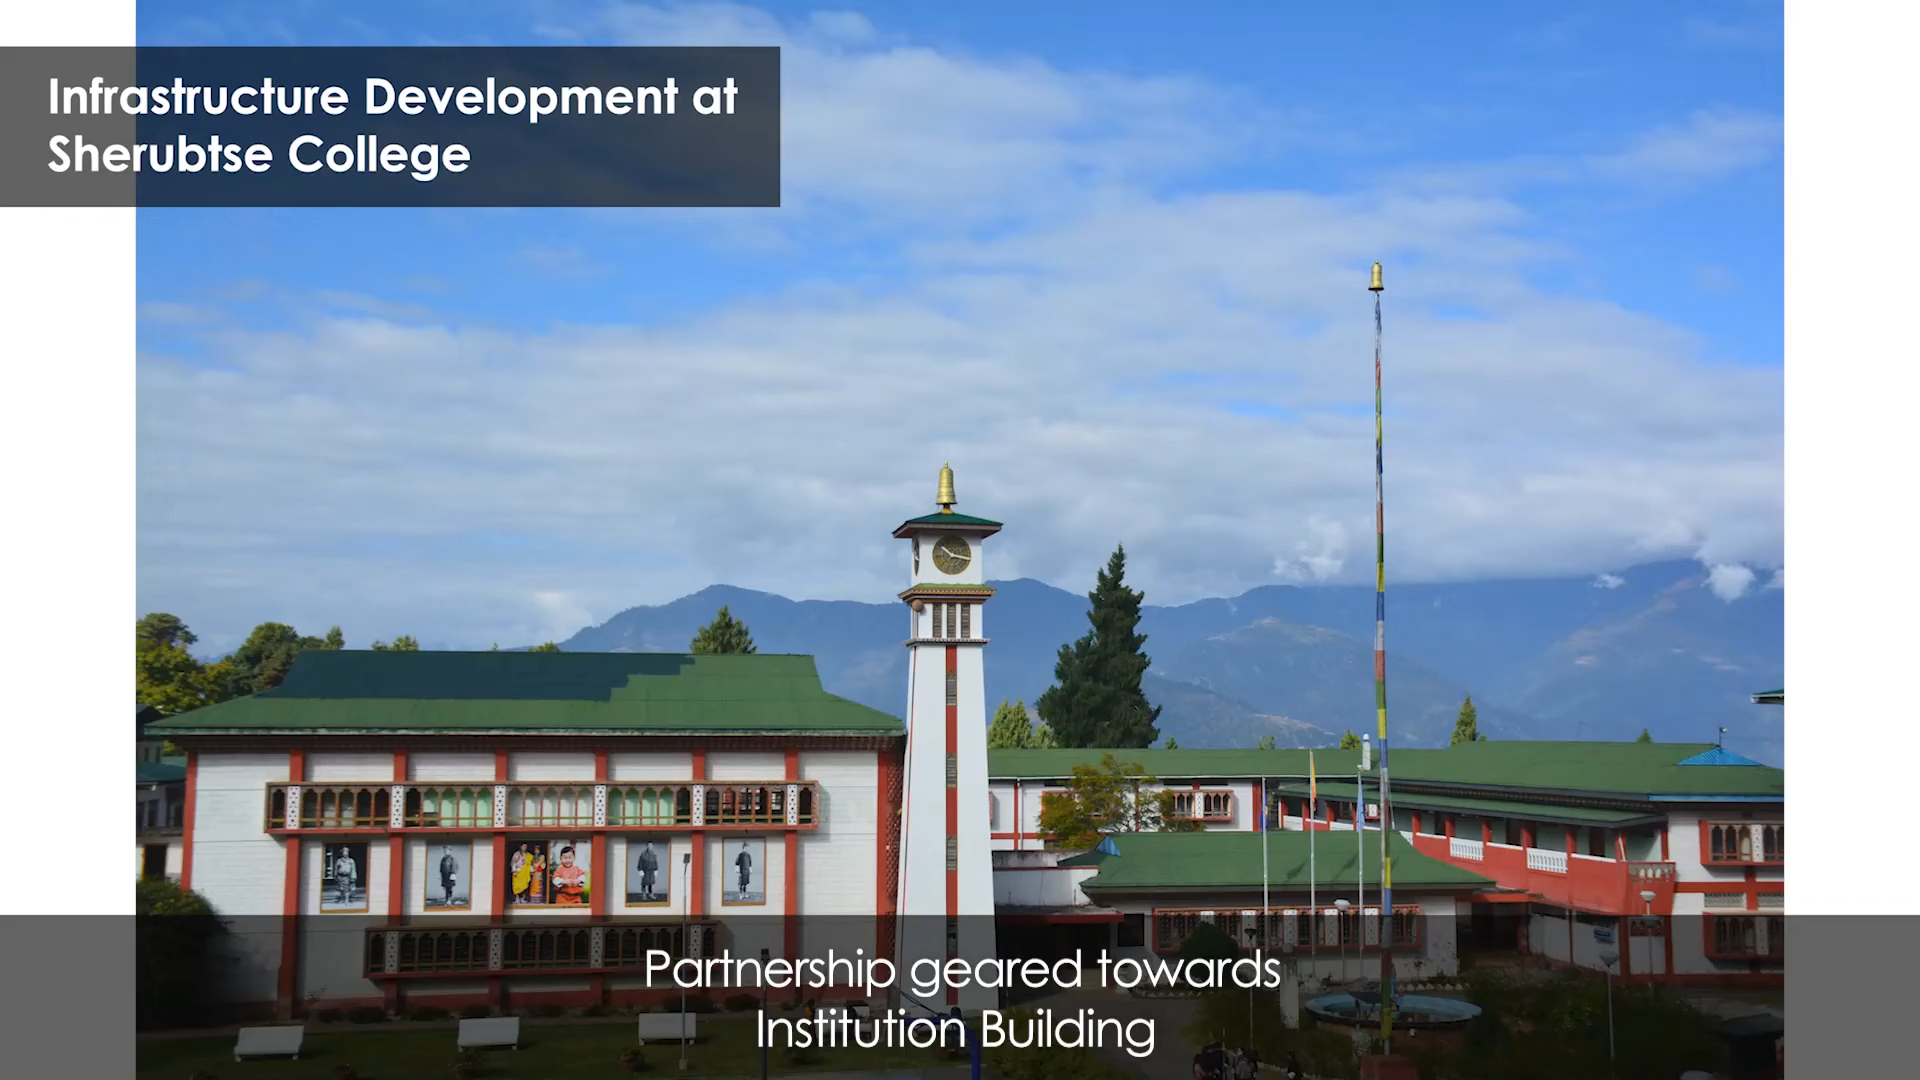 Infrastructure Development at
Sherubtse College
Partnership geared towards
Institution Building